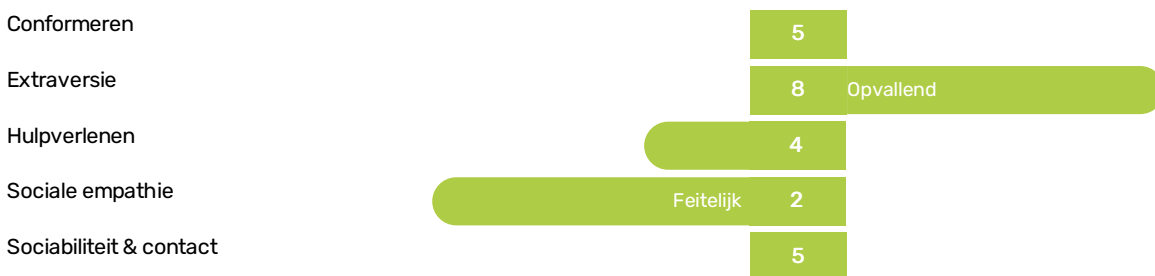 Conformeren 5
Extraversie 8 Opvallend
Hulpverlenen 4
Sociale empathie Feitelijk 2
Sociabiliteit & contact 5